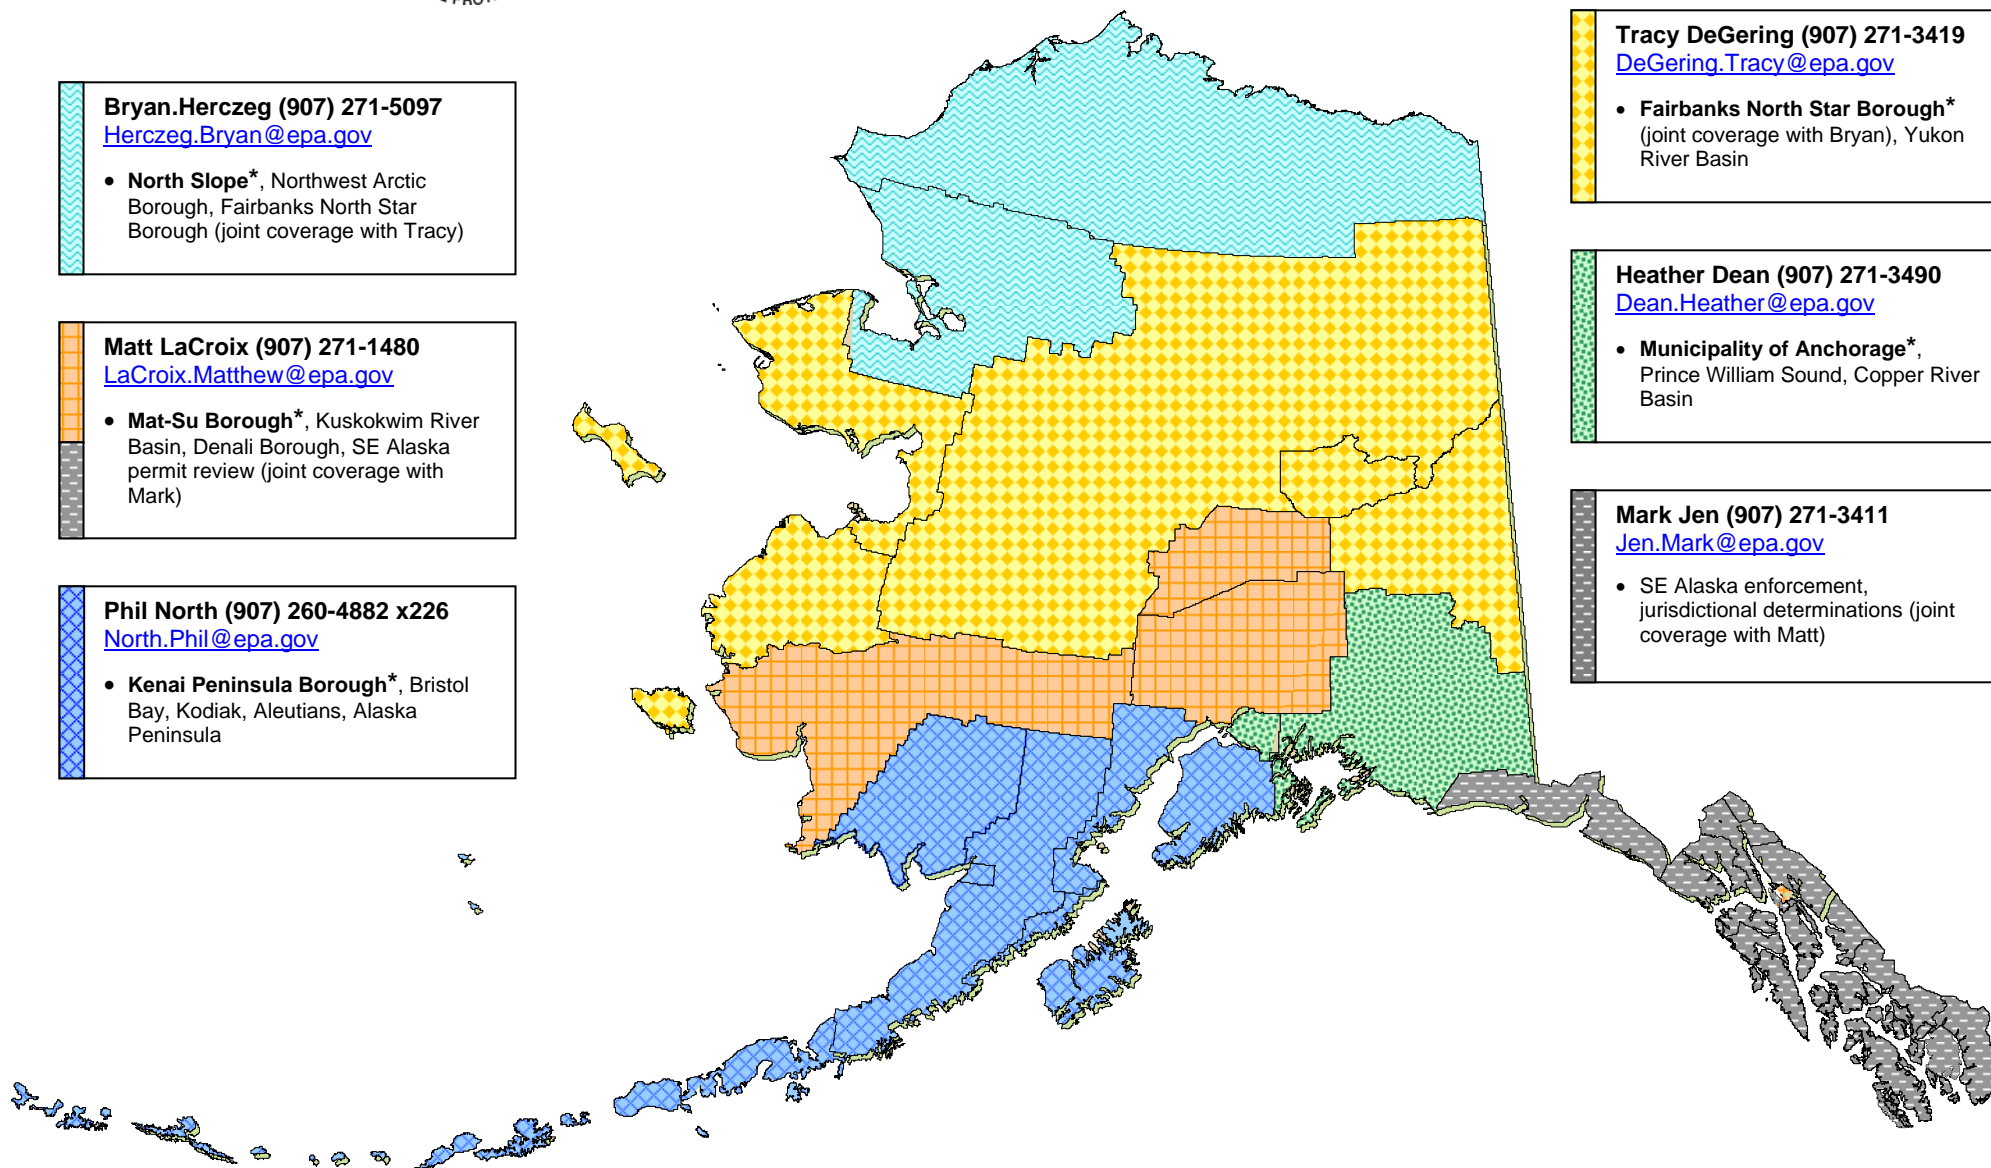 Bryan.Herczeg (907) 271-5097
Herczeg.Bryan@epa.gov
• North Slope*, Northwest Arctic
Borough, Fairbanks North Star
Borough (joint coverage with Tracy)
Matt LaCroix (907) 271-1480
LaCroix.Matthew@epa.gov
• Mat-Su Borough*, Kuskokwim River
Basin, Denali Borough, SE Alaska
permit review (joint coverage with
Mark)
Phil North (907) 260-4882 x226
North.Phil@epa.gov
• Kenai Peninsula Borough*, Bristol
Bay, Kodiak, Aleutians, Alaska
Peninsula
Tracy DeGering (907) 271-3419
DeGering.Tracy@epa.gov
• Fairbanks North Star Borough*
(joint coverage with Bryan), Yukon
River Basin
Heather Dean (907) 271-3490
Dean.Heather@epa.gov
• Municipality of Anchorage*,
Prince William Sound, Copper River
Basin
Mark Jen (907) 271-3411
Jen.Mark@epa.gov
• SE Alaska enforcement,
jurisdictional determinations (joint
coverage with Matt)